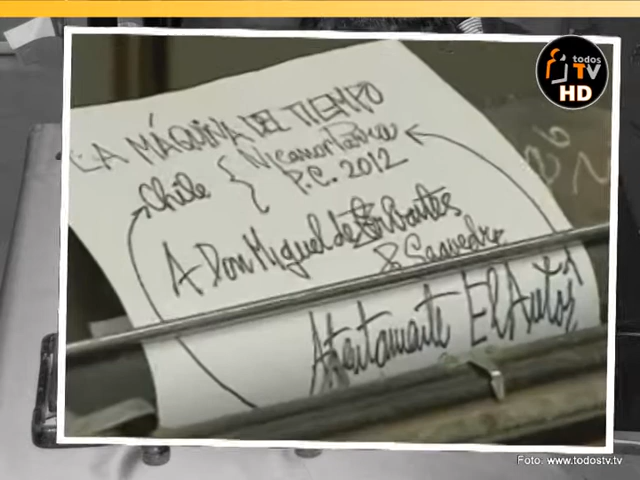 todos
TV
HD
LA MÁQUINA DEL TIEMPO
Chile { Nicanor Parra
P.C. 2012
A Don Miguel de Cervantes
& Saavedra
Atentamente El Autor
Foto. www.todostv.tv